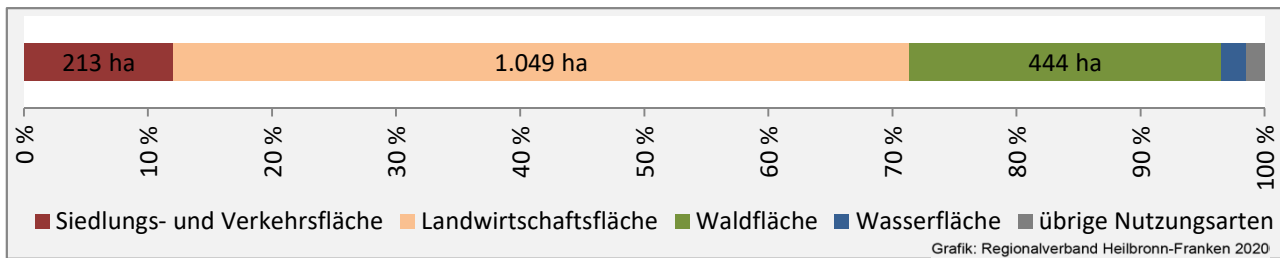 213 ha 1.049 ha 444 ha
0 % 10 % 20 % 30 % 40 % 50 % 60 % 70 % 80 % 90 % 100 %
Siedlungs- und Verkehrsfläche Landwirtschaftsfläche Waldfläche Wasserfläche übrige Nutzungsarten
Grafik: Regionalverband Heilbronn-Franken 2020